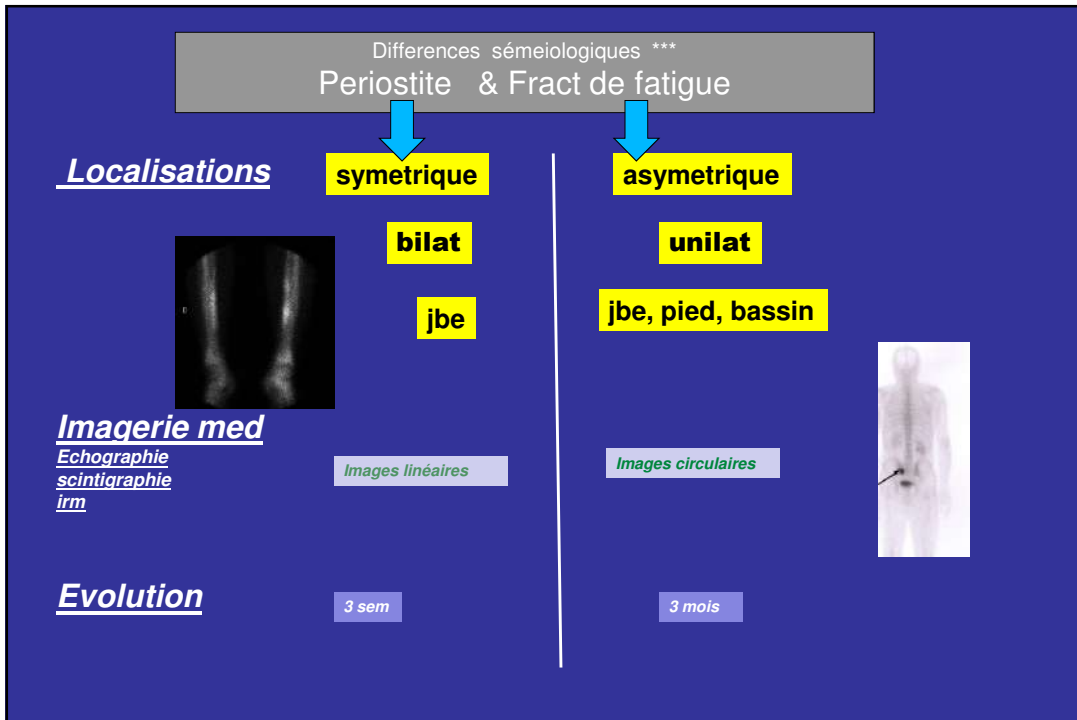 Differences sémeiologiques ***
Periostite & Fract de fatigue
Localisations
symetrique
asymetrique
bilat
unilat
jbe
jbe, pied, bassin
Imagerie med
Echographie
scintigraphie
irm
Images linéaires
Images circulaires
Evolution
3 sem
3 mois